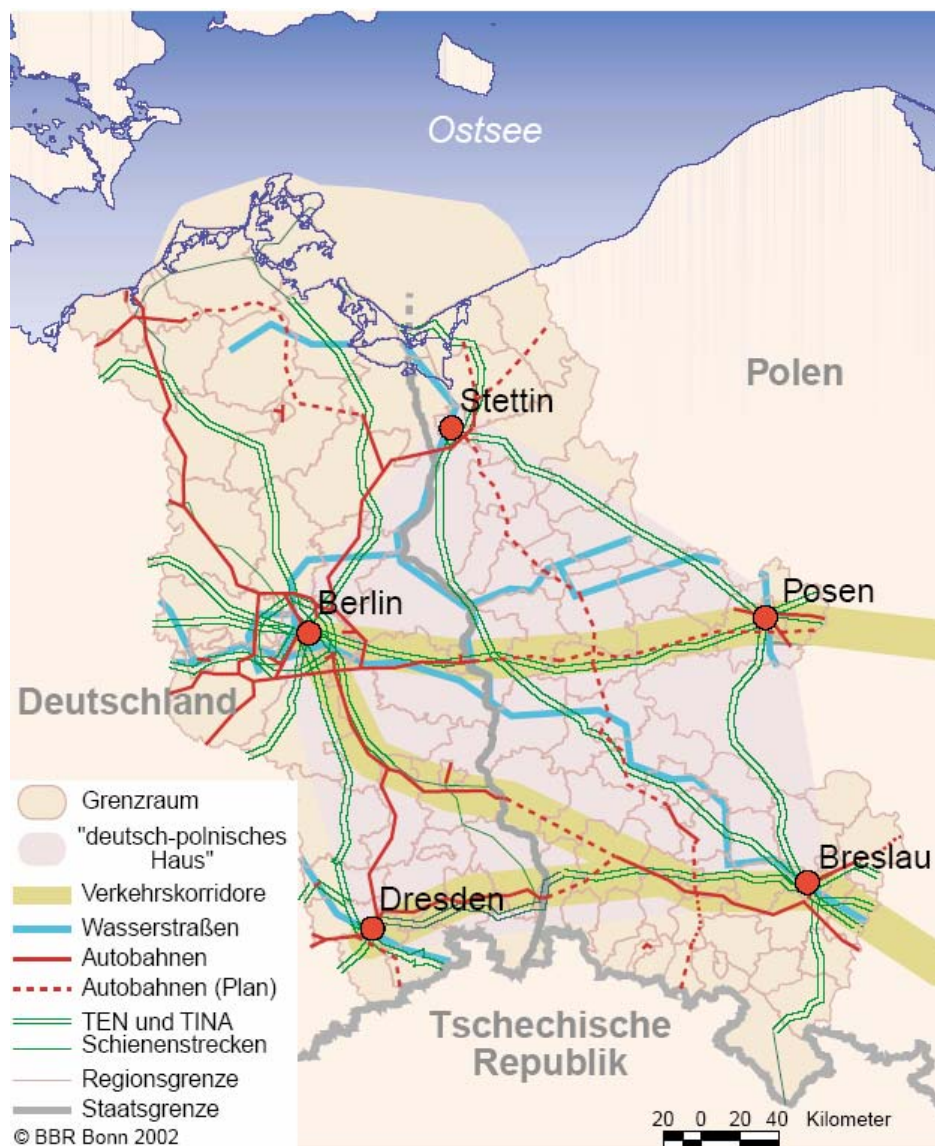 Ostsee
Polen
Stettin
Posen
Berlin
Deutschland
Grenzraum
"deutsch-polnisches
Haus"
Verkehrskorridore
Wasserstraßen
Autobahnen
Autobahnen (Plan)
TEN und TINA
Schienenstrecken
Regionsgrenze
Staatsgrenze
© BBR Bonn 2002
Breslau
Dresden
Tschechische
Republik
20 0 20 40 Kilometer